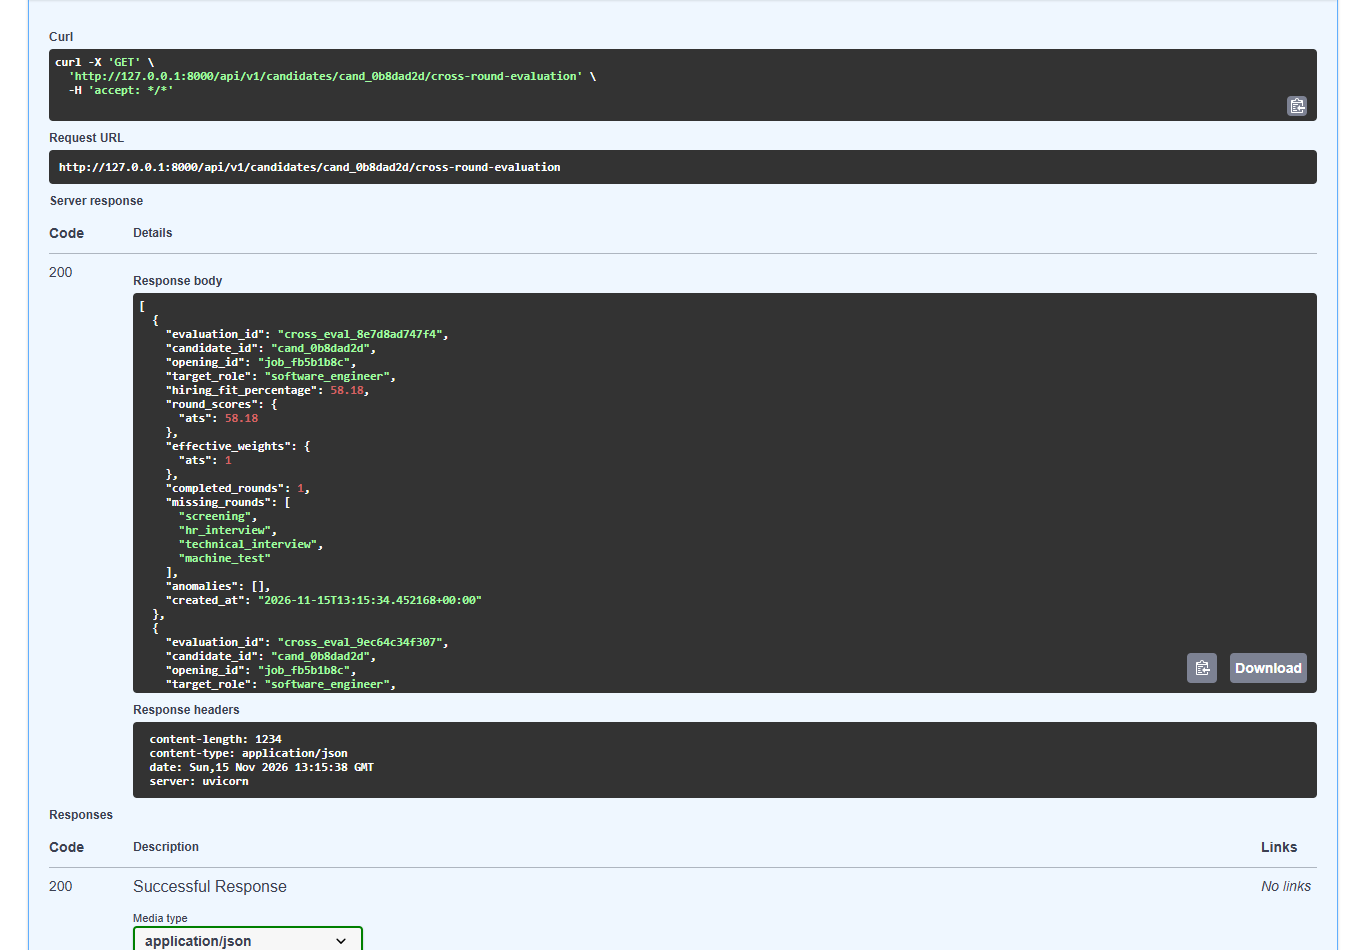 Curl
curl -X 'GET' \
  'http://127.0.0.1:8000/api/v1/candidates/cand_0b8dad2d/cross-round-evaluation' \
  -H 'accept: */*'
Request URL
http://127.0.0.1:8000/api/v1/candidates/cand_0b8dad2d/cross-round-evaluation
Server response
Code Details
200
Response body
[
  {
    "evaluation_id": "cross_eval_8e7d8ad747f4",
    "candidate_id": "cand_0b8dad2d",
    "opening_id": "job_fb5b1b8c",
    "target_role": "software_engineer",
    "hiring_fit_percentage": 58.18,
    "round_scores": {
      "ats": 58.18
    },
    "effective_weights": {
      "ats": 1
    },
    "completed_rounds": 1,
    "missing_rounds": [
      "screening",
      "hr_interview",
      "technical_interview",
      "machine_test"
    ],
    "anomalies": [],
    "created_at": "2026-11-15T13:15:34.452168+00:00"
  },
  {
    "evaluation_id": "cross_eval_9ec64c34f307",
    "candidate_id": "cand_0b8dad2d",
    "opening_id": "job_fb5b1b8c",
    "target_role": "software_engineer",
Download
Response headers
content-length: 1234
content-type: application/json
date: Sun,15 Nov 2026 13:15:38 GMT
server: uvicorn
Responses
Code Description Links
200 Successful Response No links
Media type
application/json